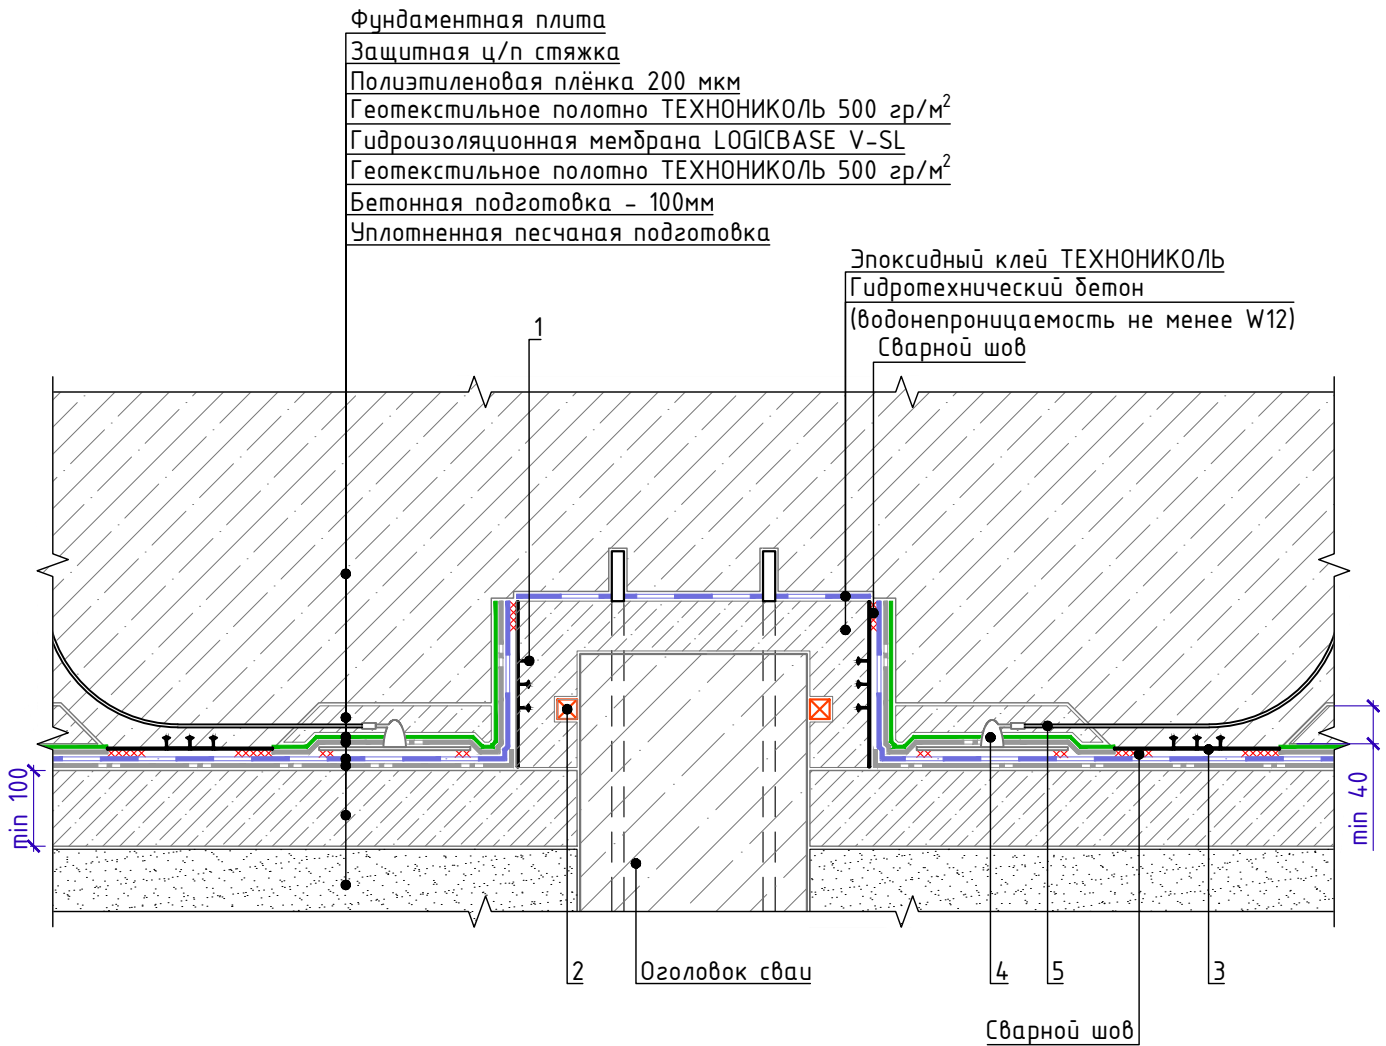 Фундаментная плита
Защитная ц/п стяжка
Полиэтиленовая плёнка 200 мкм
Геотекстильное полотно ТЕХНОНИКОЛЬ 500 гр/м²
Гидроизоляционная мембрана LOGICBASE V-SL
Геотекстильное полотно ТЕХНОНИКОЛЬ 500 гр/м²
Бетонная подготовка - 100мм
Уплотненная песчаная подготовка
Эпоксидный клей ТЕХНОНИКОЛЬ
Гидротехнический бетон
(водонепроницаемость не менее W12)
Сварной шов
1
min 100
min 40
2
Оголовок сваи
4
5
3
Сварной шов